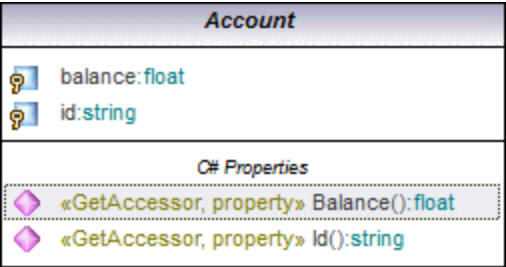 Account
balance:float
id:string
C# Properties
«GetAccessor, property» Balance():float
«GetAccessor, property» Id():string